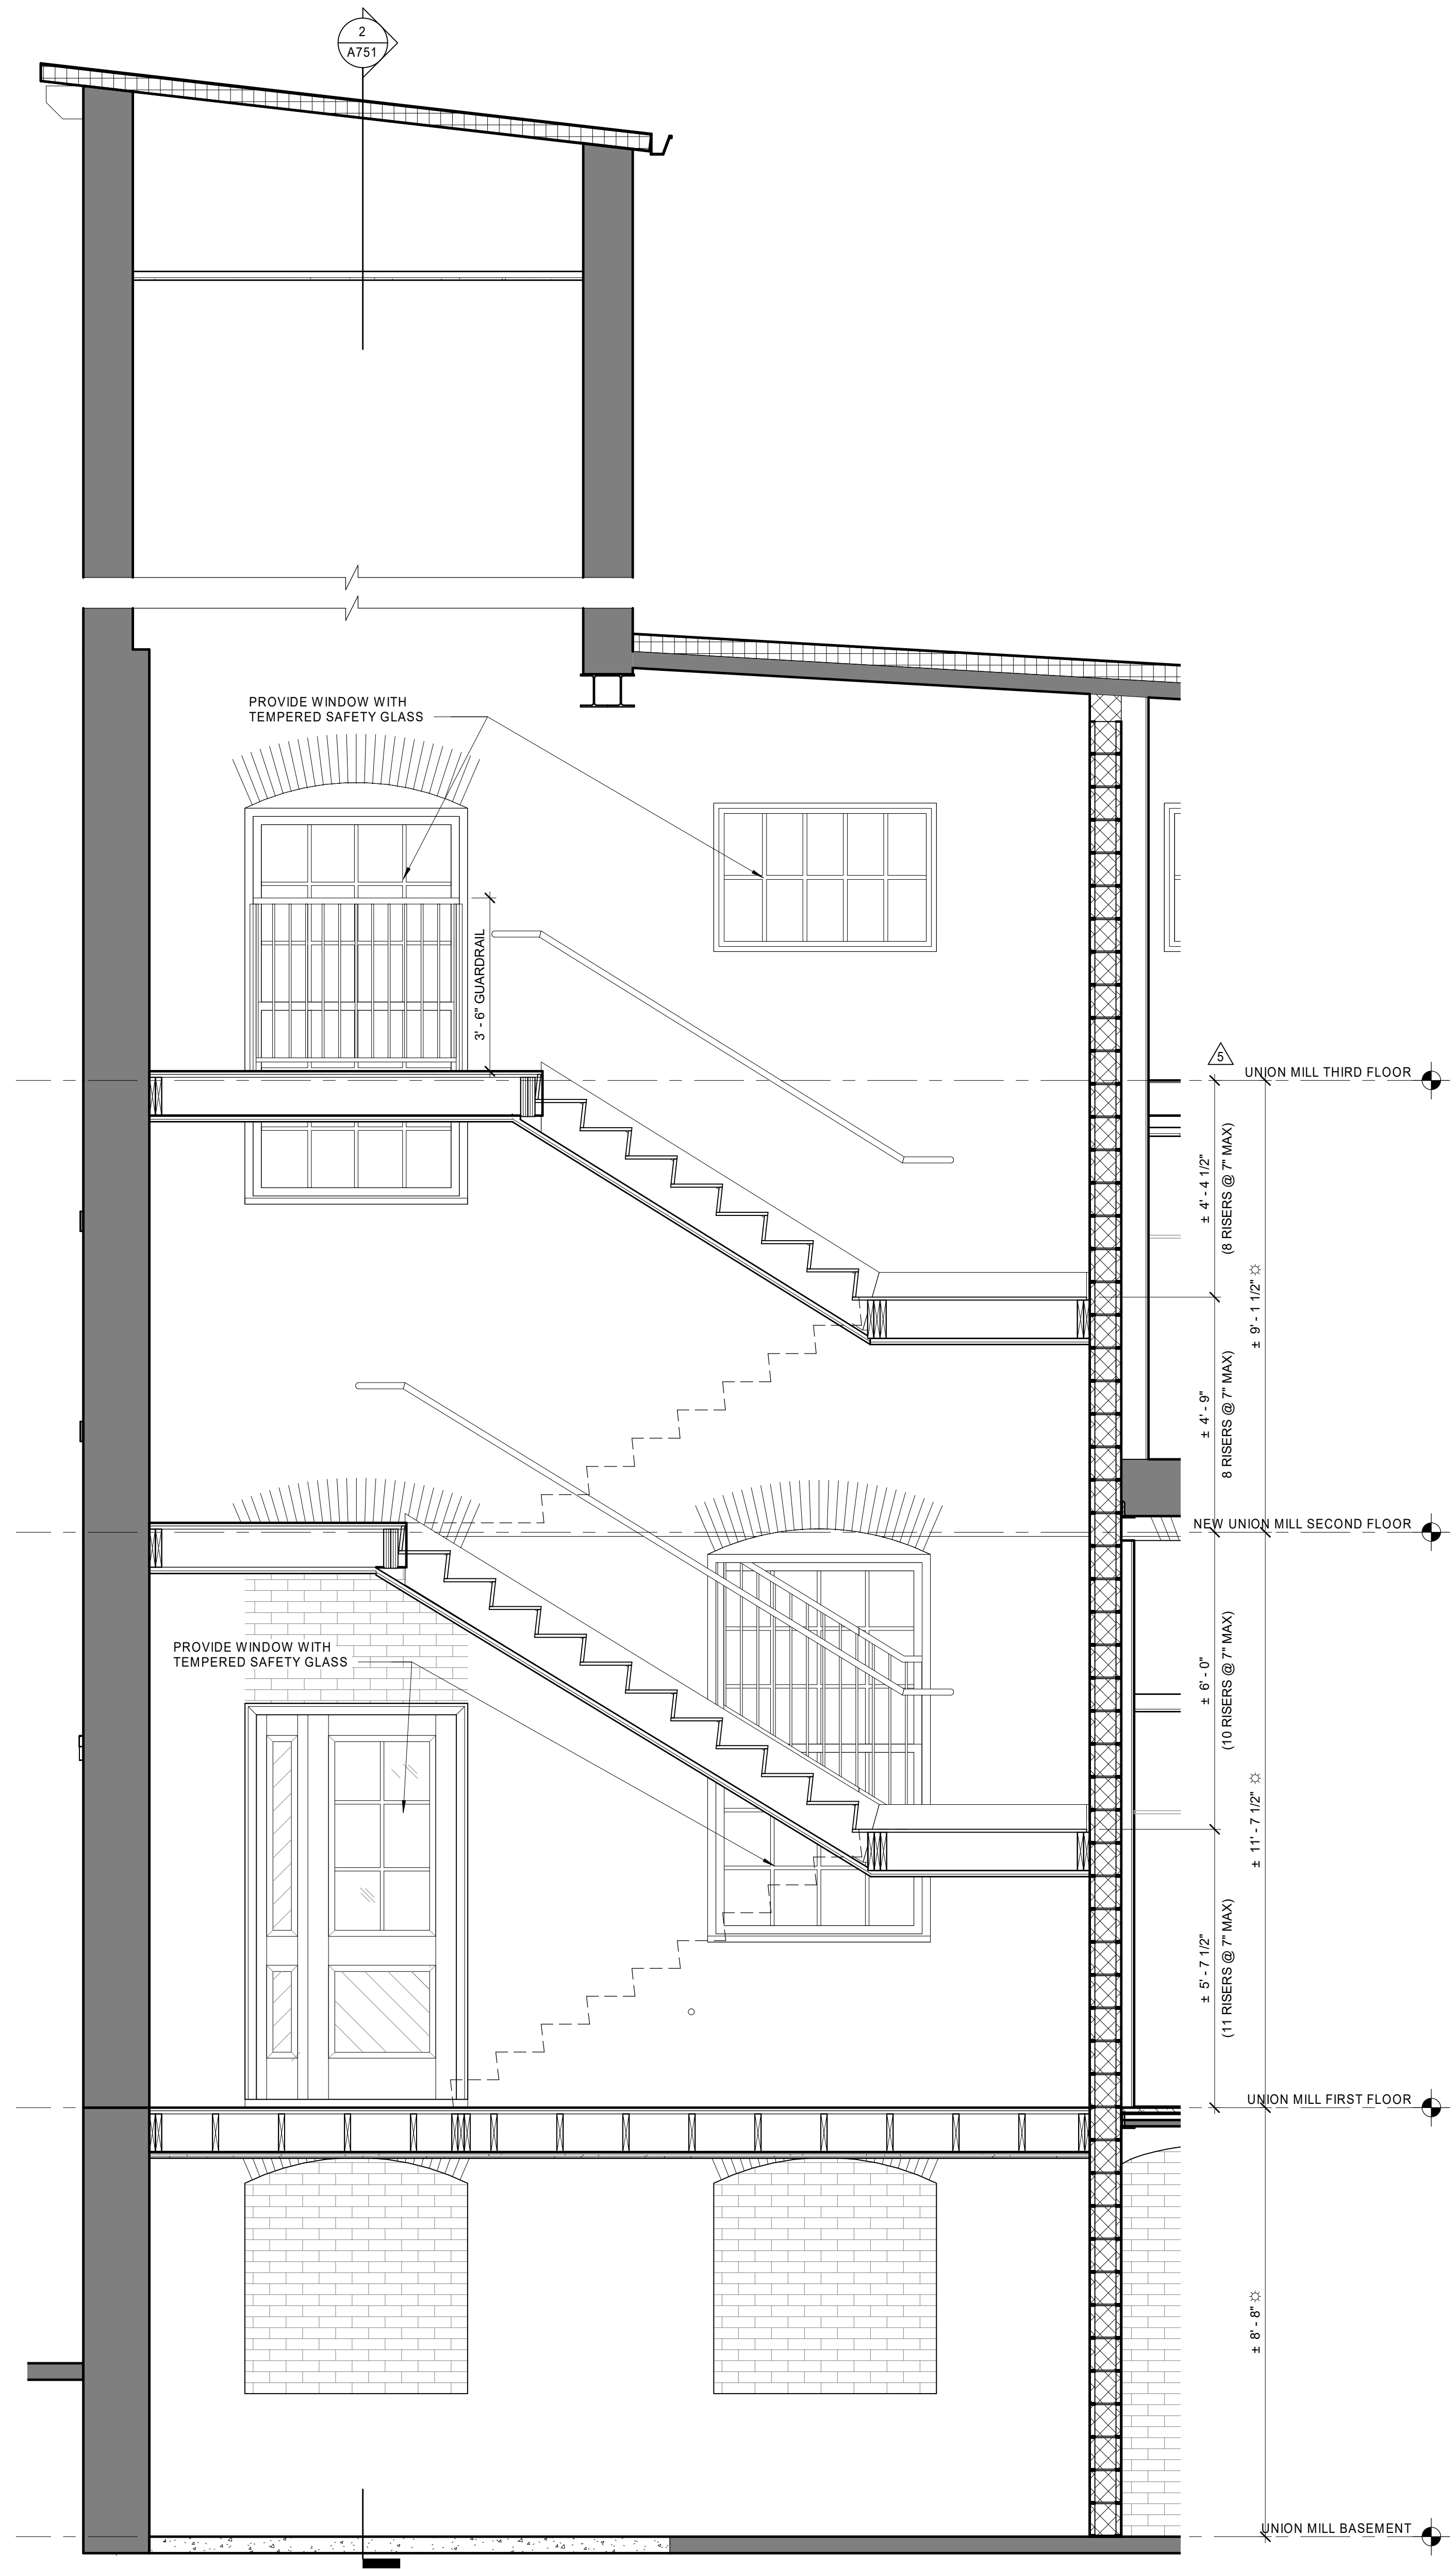 2
A751
PROVIDE WINDOW WITH
TEMPERED SAFETY GLASS
3' - 6" GUARDRAIL
5
UNION MILL THIRD FLOOR
± 4' - 4 1/2"
(8 RISERS @ 7" MAX)
± 9' - 1 1/2"
± 4' - 9"
8 RISERS @ 7" MAX)
NEW UNION MILL SECOND FLOOR
PROVIDE WINDOW WITH
TEMPERED SAFETY GLASS
± 6' - 0"
(10 RISERS @ 7" MAX)
± 11' - 7 1/2"
± 5' - 7 1/2"
(11 RISERS @ 7" MAX)
UNION MILL FIRST FLOOR
± 8' - 8"
UNION MILL BASEMENT